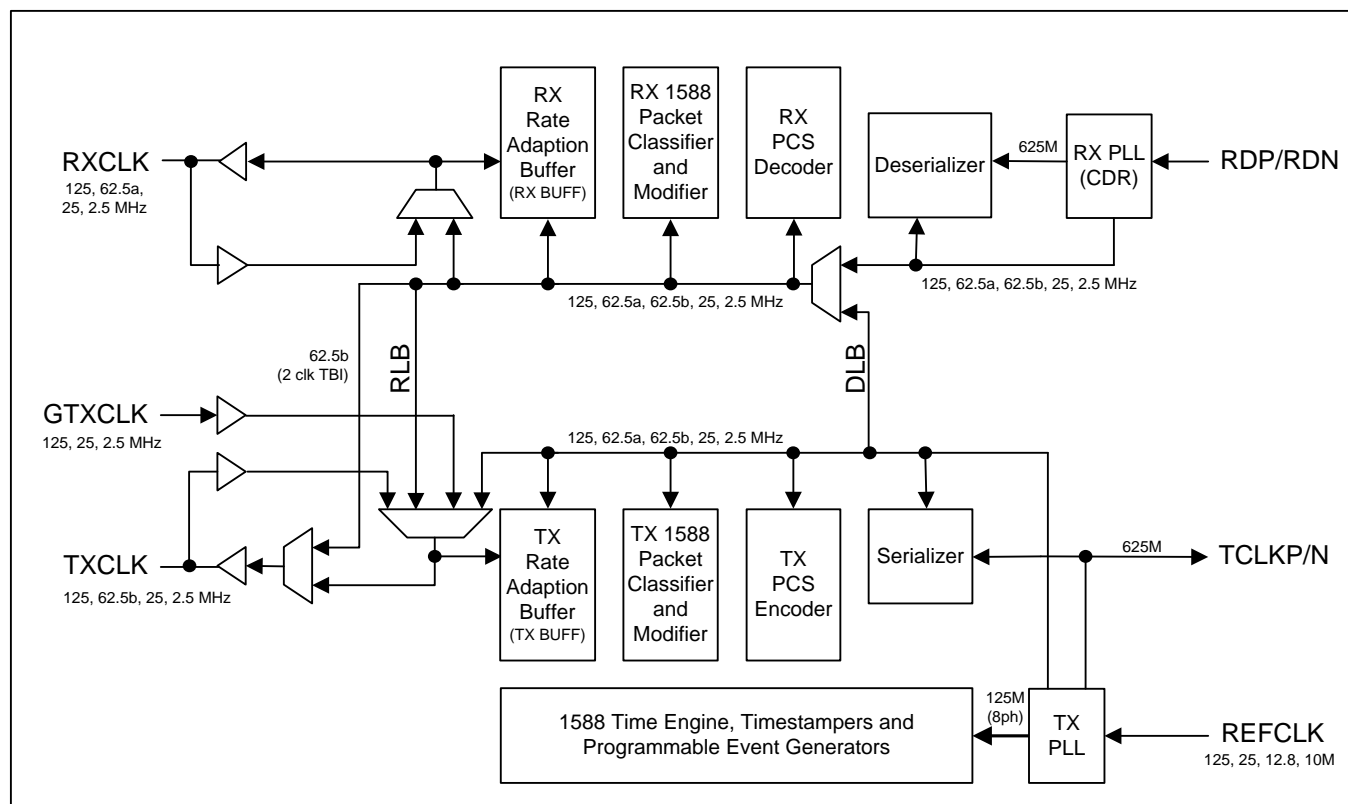 RX
Rate
Adaption
Buffer
(RX BUFF)
RX 1588
Packet
Classifier
and
Modifier
RX
PCS
Decoder
Deserializer
625M
RX PLL
(CDR)
RDP/RDN
RXCLK
125, 62.5a,
25, 2.5 MHz
125, 62.5a, 62.5b, 25, 2.5 MHz
125, 62.5a, 62.5b, 25, 2.5 MHz
62.5b
(2 clk TBI)
RLB
DLB
GTXCLK
125, 25, 2.5 MHz
125, 62.5a, 62.5b, 25, 2.5 MHz
TXCLK
125, 62.5b, 25, 2.5 MHz
TX
Rate
Adaption
Buffer
(TX BUFF)
TX 1588
Packet
Classifier
and
Modifier
TX
PCS
Encoder
Serializer
625M
TCLKP/N
1588 Time Engine, Timestampers and
Programmable Event Generators
125M
(8ph)
TX
PLL
REFCLK
125, 25, 12.8, 10M